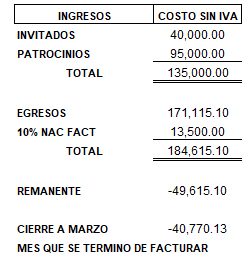 INGRESOS COSTO SIN IVA
INVITADOS 40,000.00
PATROCINIOS 95,000.00
TOTAL 135,000.00
EGRESOS 171,115.10
10% NAC FACT 13,500.00
TOTAL 184,615.10
REMANENTE -49,615.10
CIERRE A MARZO -40,770.13
MES QUE SE TERMINO DE FACTURAR